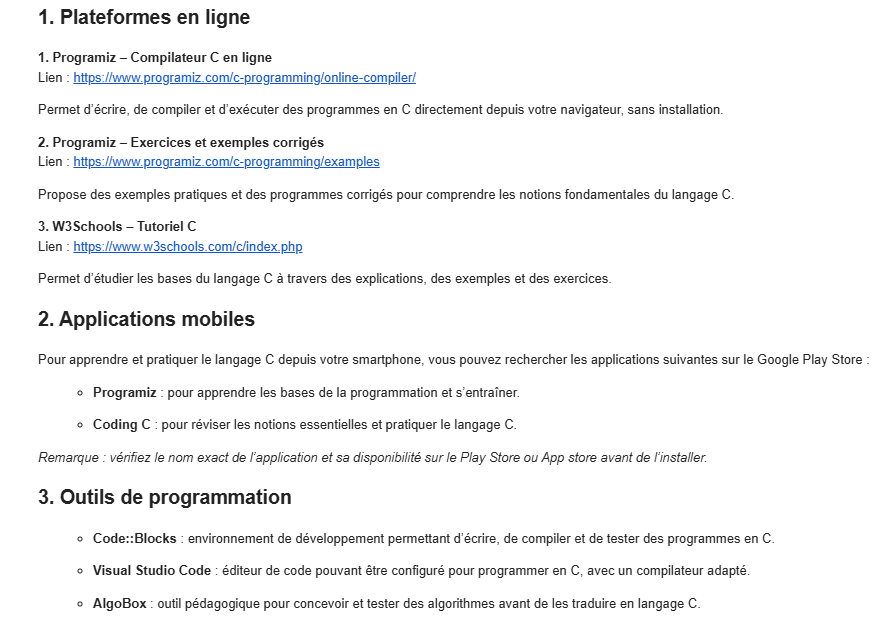 1. Plateformes en ligne
1. Programiz – Compilateur C en ligne
Lien : https://www.programiz.com/c-programming/online-compiler/
Permet d'écrire, de compiler et d'exécuter des programmes en C directement depuis votre navigateur, sans installation.
2. Programiz – Exercices et exemples corrigés
Lien : https://www.programiz.com/c-programming/examples
Propose des exemples pratiques et des programmes corrigés pour comprendre les notions fondamentales du langage C.
3. W3Schools – Tutoriel C
Lien : https://www.w3schools.com/c/index.php
Permet d'étudier les bases du langage C à travers des explications, des exemples et des exercices.
2. Applications mobiles
Pour apprendre et pratiquer le langage C depuis votre smartphone, vous pouvez rechercher les applications suivantes sur le Google Play Store :
◦ Programiz : pour apprendre les bases de la programmation et s'entraîner.
◦ Coding C : pour réviser les notions essentielles et pratiquer le langage C.
Remarque : vérifiez le nom exact de l'application et sa disponibilité sur le Play Store ou App store avant de l'installer.
3. Outils de programmation
◦ Code::Blocks : environnement de développement permettant d'écrire, de compiler et de tester des programmes en C.
◦ Visual Studio Code : éditeur de code pouvant être configuré pour programmer en C, avec un compilateur adapté.
◦ AlgoBox : outil pédagogique pour concevoir et tester des algorithmes avant de les traduire en langage C.